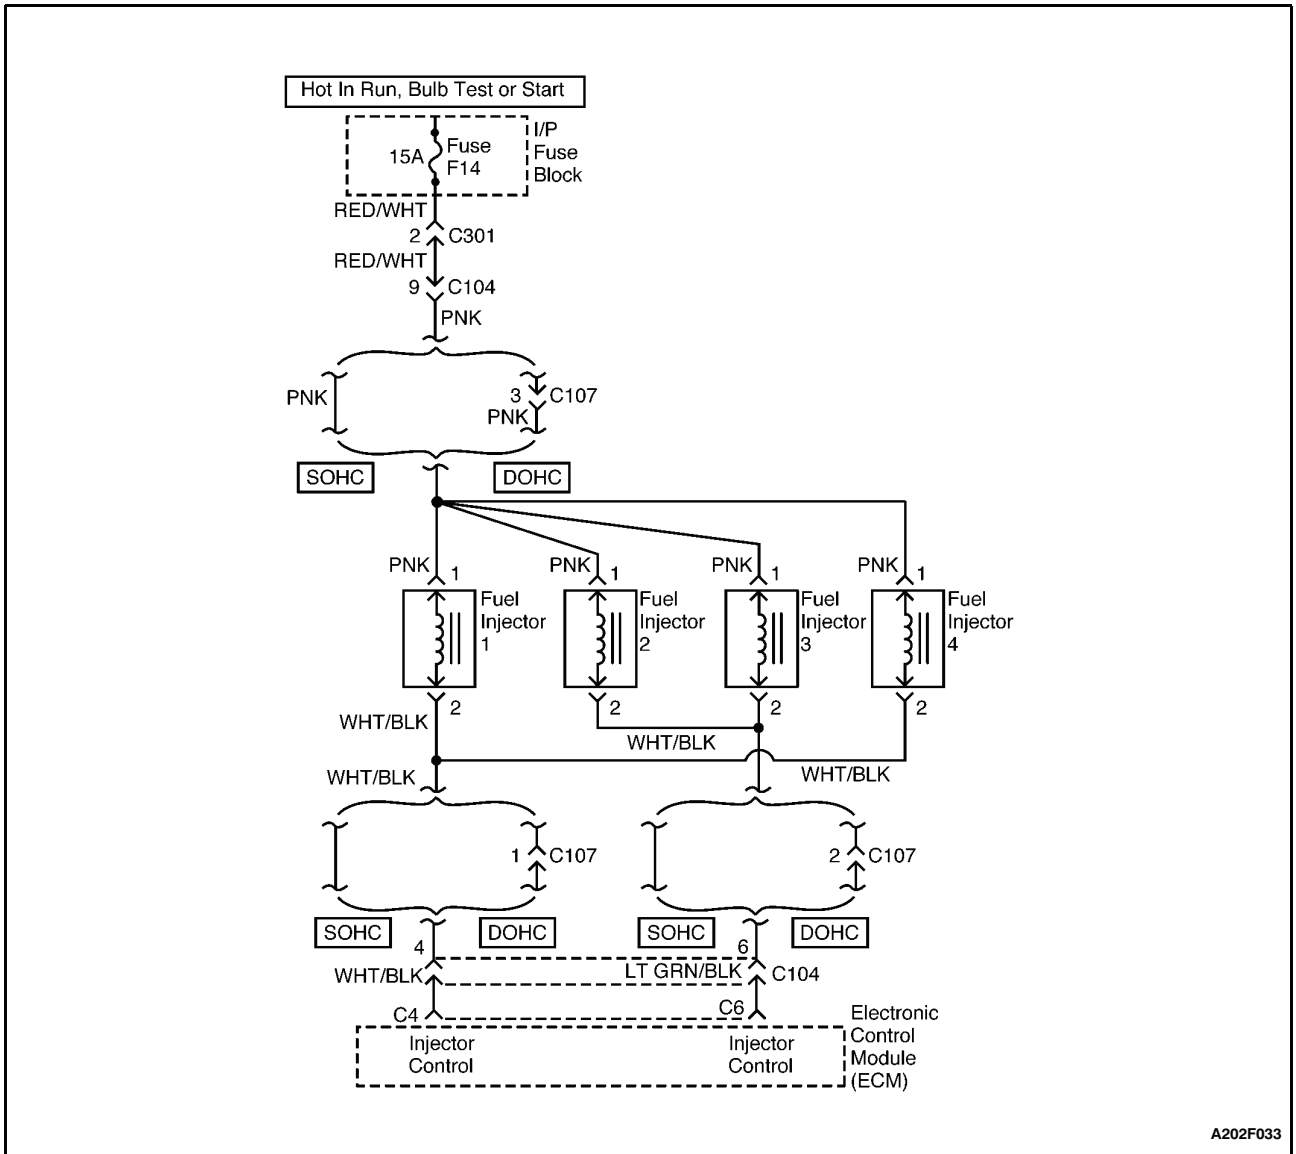 Hot In Run, Bulb Test or Start
I/P
Fuse
Block
15A
Fuse
F14
RED/WHT
2 C301
RED/WHT
9 C104
PNK
PNK
3 C107
PNK
SOHC DOHC
PNK 1 PNK 1 PNK 1 PNK 1
Fuel
Injector
1
Fuel
Injector
2
Fuel
Injector
3
Fuel
Injector
4
2 2 2 2
WHT/BLK
WHT/BLK
WHT/BLK
WHT/BLK
1 C107
2 C107
SOHC DOHC SOHC DOHC
4 6
WHT/BLK LT GRN/BLK C104
C4 C6
Injector
Control
Injector
Control
Electronic
Control
Module
(ECM)
A202F033